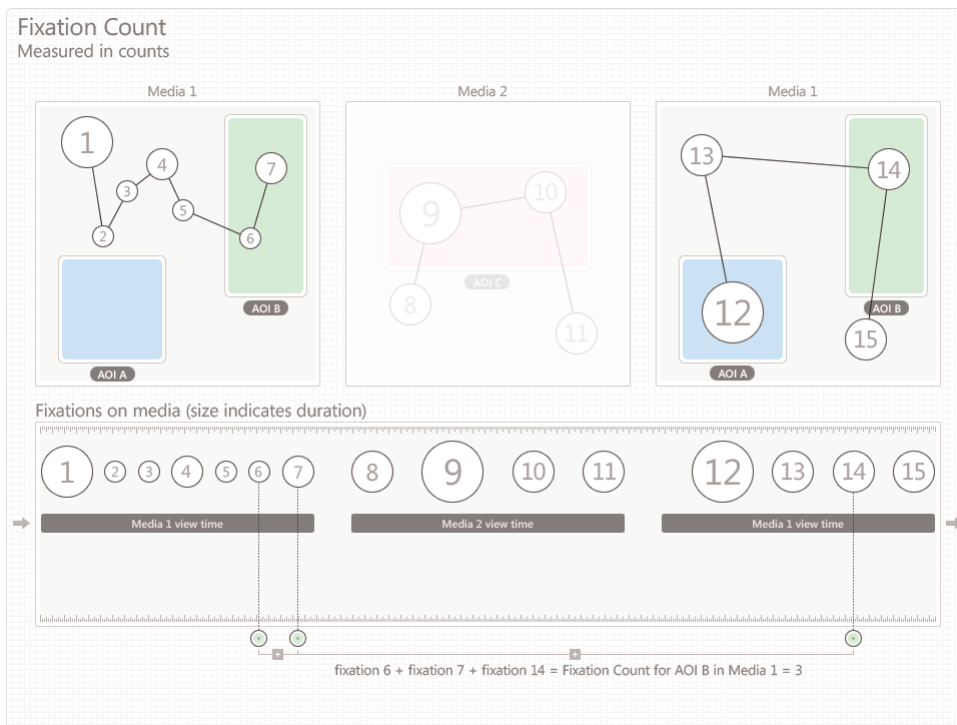 Fixation Count
Measured in counts
Media 1
Media 2
Media 1
1
2
3
4
5
6
7
AOI B
AOI A
8
9
10
11
AOI C
12
13
14
15
AOI B
AOI A
Fixations on media (size indicates duration)
1 2 3 4 5 6 7 8 9 10 11 12 13 14 15
Media 1 view time
Media 2 view time
Media 1 view time
+ +
fixation 6 + fixation 7 + fixation 14 = Fixation Count for AOI B in Media 1 = 3